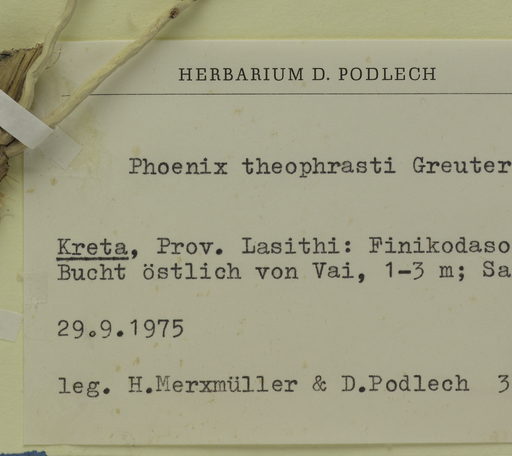 HERBARIUM D. PODLECH
Phoenix theophrasti Greuter
Kreta, Prov. Lasithi: Finikodaso
Bucht östlich von Vai, 1-3 m; Sa
29.9.1975
leg. H.Merxmüller & D.Podlech 3